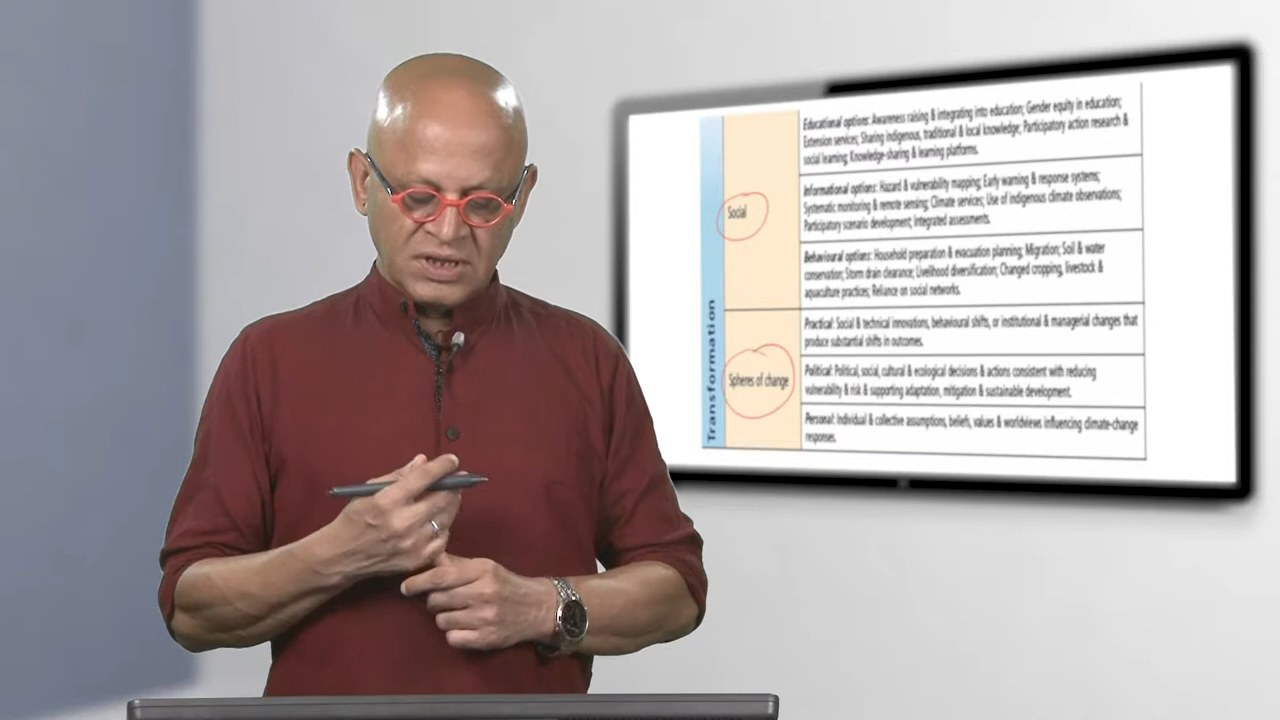 Transformation
Social
Educational options: Awareness raising & integrating into education; Gender equity in education;
Extension services; Sharing indigenous, traditional & local knowledge; Participatory action research &
social learning; Knowledge-sharing & learning platforms.
Informational options: Hazard & vulnerability mapping; Early warning & response systems;
Systematic monitoring & remote sensing; Climate services; Use of indigenous climate observations;
Participatory scenario development; Integrated assessments.
Behavioural options: Household preparation & evacuation planning; Migration; Soil & water
conservation; Storm drain clearance; Livelihood diversification; Changed cropping, livestock &
aquaculture practices; Reliance on social networks.
Spheres of change
Practical: Social & technical innovations, behavioural shifts, or institutional & managerial changes that
produce substantial shifts in outcomes.
Political: Political, social, cultural & ecological decisions & actions consistent with reducing
vulnerability & risk & supporting adaptation, mitigation & sustainable development.
Personal: Individual & collective assumptions, beliefs, values & worldviews influencing climate-change
responses.